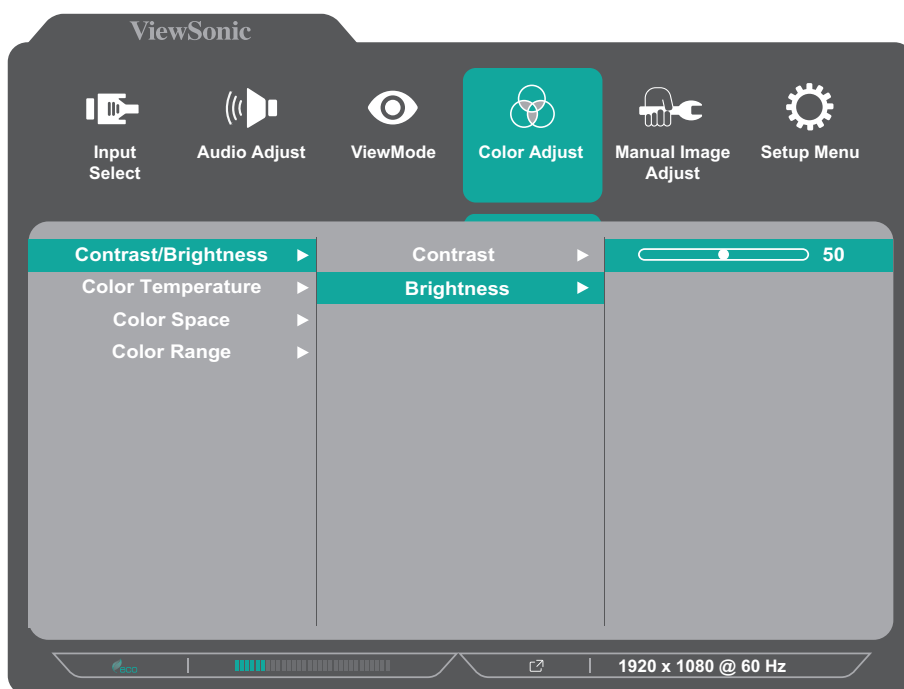 ViewSonic
Input Select
Audio Adjust
ViewMode
Color Adjust
Manual Image Adjust
Setup Menu
Contrast/Brightness
Contrast
50
Color Temperature
Brightness
Color Space
Color Range
eco
1920 x 1080 @ 60 Hz